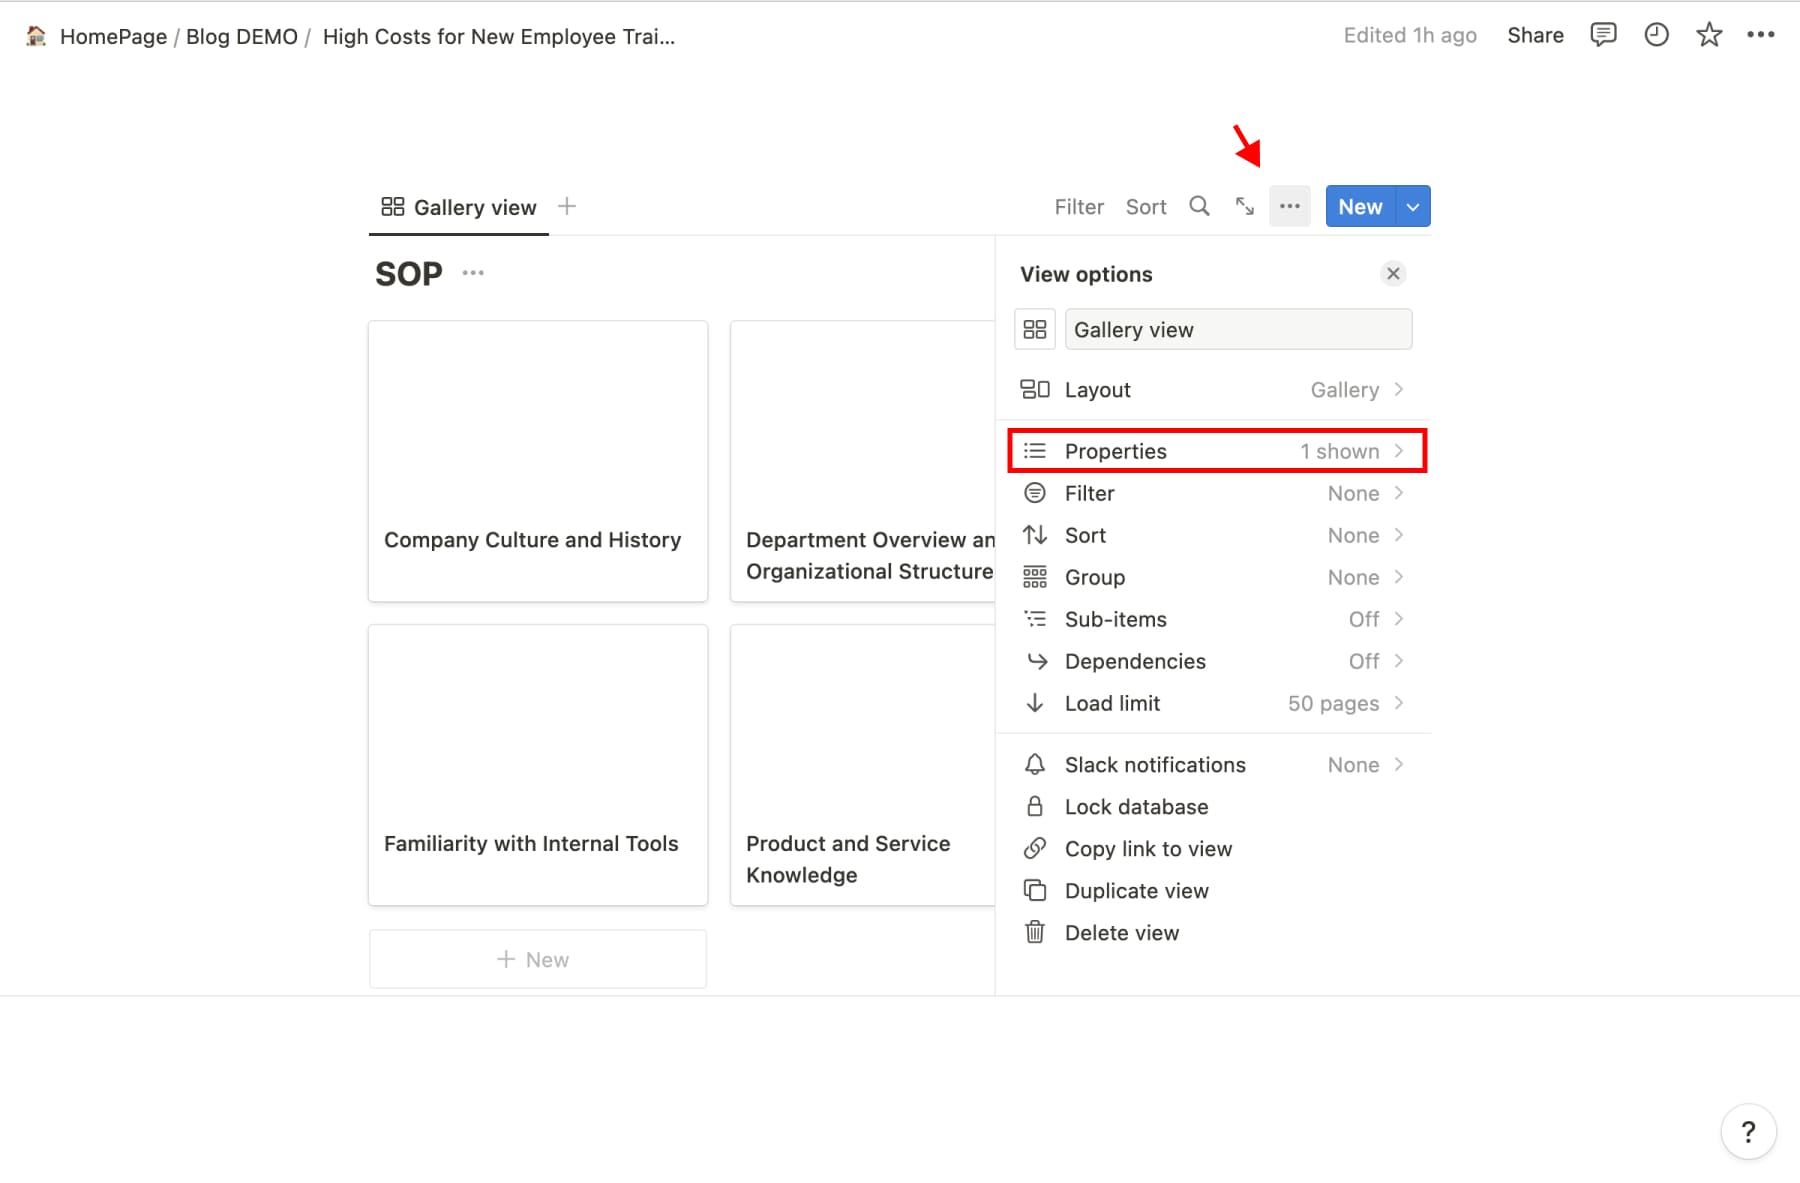 HomePage / Blog DEMO / High Costs for New Employee Trai...
Edited 1h ago Share
Gallery view
Filter Sort New
SOP
View options
Gallery view
Layout Gallery
Properties 1 shown
Filter None
Sort None
Group None
Sub-items Off
Dependencies Off
Load limit 50 pages
Slack notifications None
Lock database
Copy link to view
Duplicate view
Delete view
Company Culture and History
Department Overview an
Organizational Structure
Familiarity with Internal Tools
Product and Service
Knowledge
+ New
?